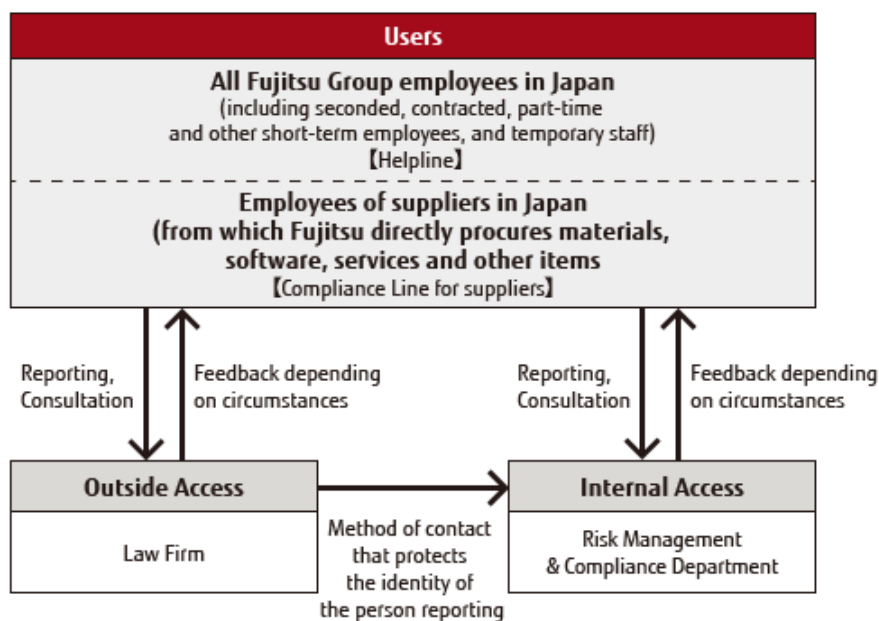 Users
All Fujitsu Group employees in Japan
(including seconded, contracted, part-time
and other short-term employees, and temporary staff)
【Helpline】
Employees of suppliers in Japan
(from which Fujitsu directly procures materials,
software, services and other items
【Compliance Line for suppliers】
Reporting,
Consultation
Feedback depending
on circumstances
Reporting,
Consultation
Feedback depending
on circumstances
Outside Access
Law Firm
Method of contact
that protects
the identity of
the person reporting
Internal Access
Risk Management
& Compliance Department